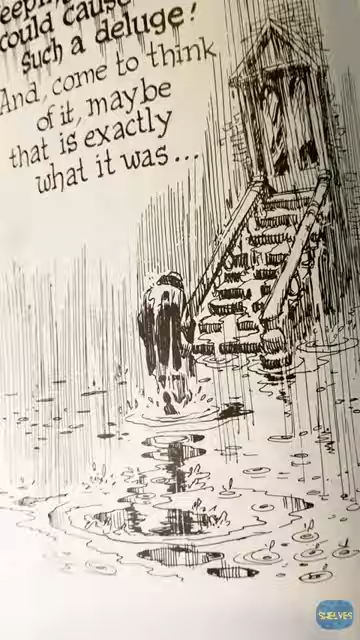 could cause
such a deluge!
And, come to think
of it, maybe
that is exactly
what it was...
SHELVES